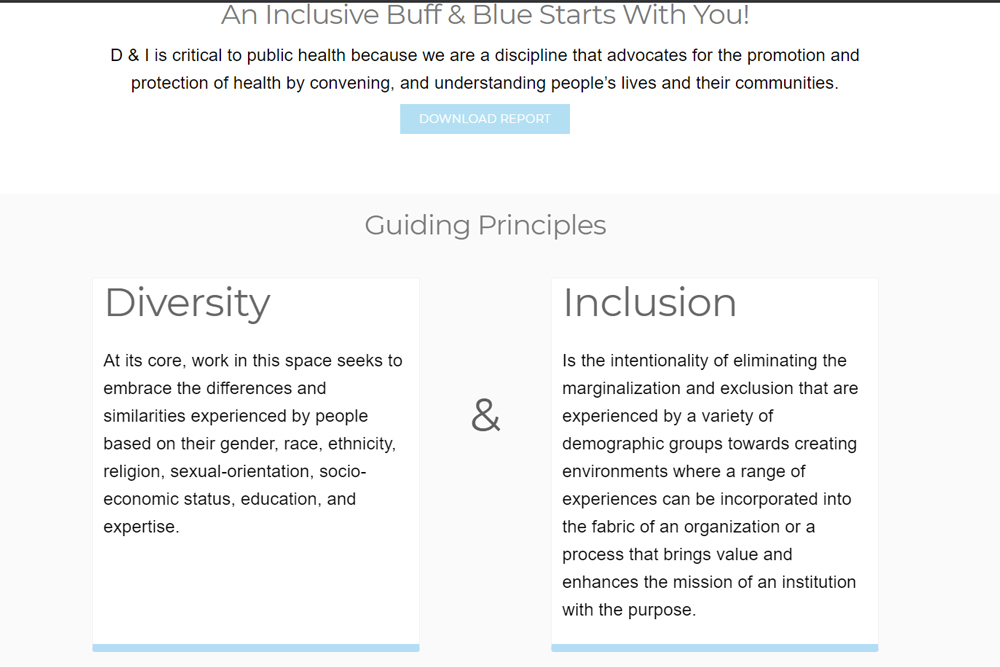 An Inclusive Buff & Blue Starts With You!
D & I is critical to public health because we are a discipline that advocates for the promotion and
protection of health by convening, and understanding people’s lives and their communities.
DOWNLOAD REPORT
Guiding Principles
Diversity
At its core, work in this space seeks to
embrace the differences and
similarities experienced by people
based on their gender, race, ethnicity,
religion, sexual-orientation, socio-
economic status, education, and
expertise.
&
Inclusion
Is the intentionality of eliminating the
marginalization and exclusion that are
experienced by a variety of
demographic groups towards creating
environments where a range of
experiences can be incorporated into
the fabric of an organization or a
process that brings value and
enhances the mission of an institution
with the purpose.